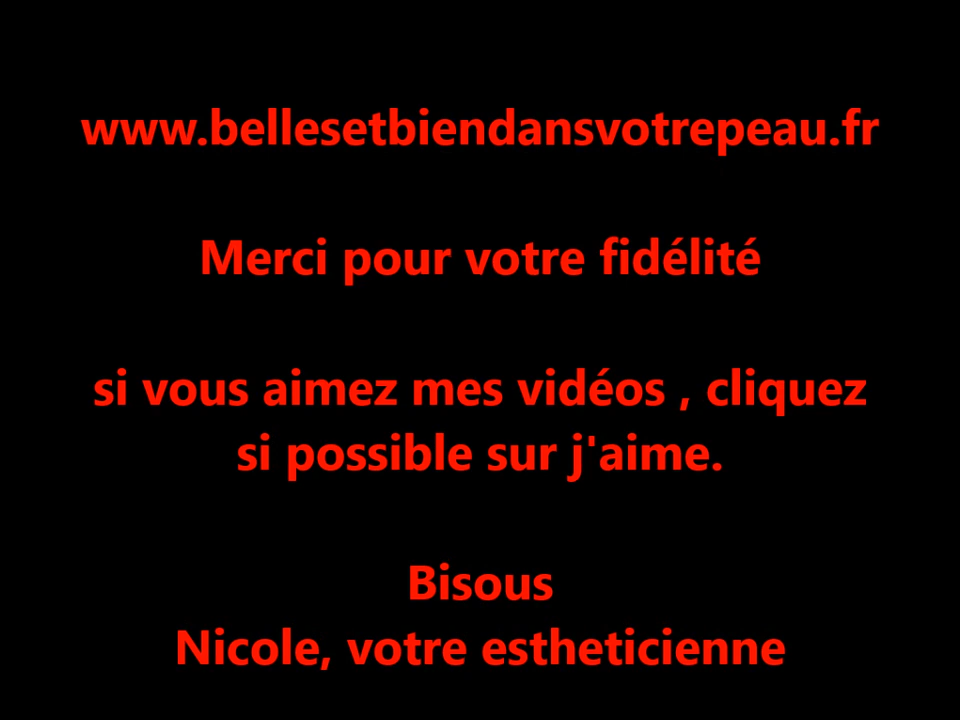 www.bellesetbiendansvotrepeau.fr
Merci pour votre fidélité
si vous aimez mes vidéos , cliquez
si possible sur j'aime.
Bisous
Nicole, votre estheticienne